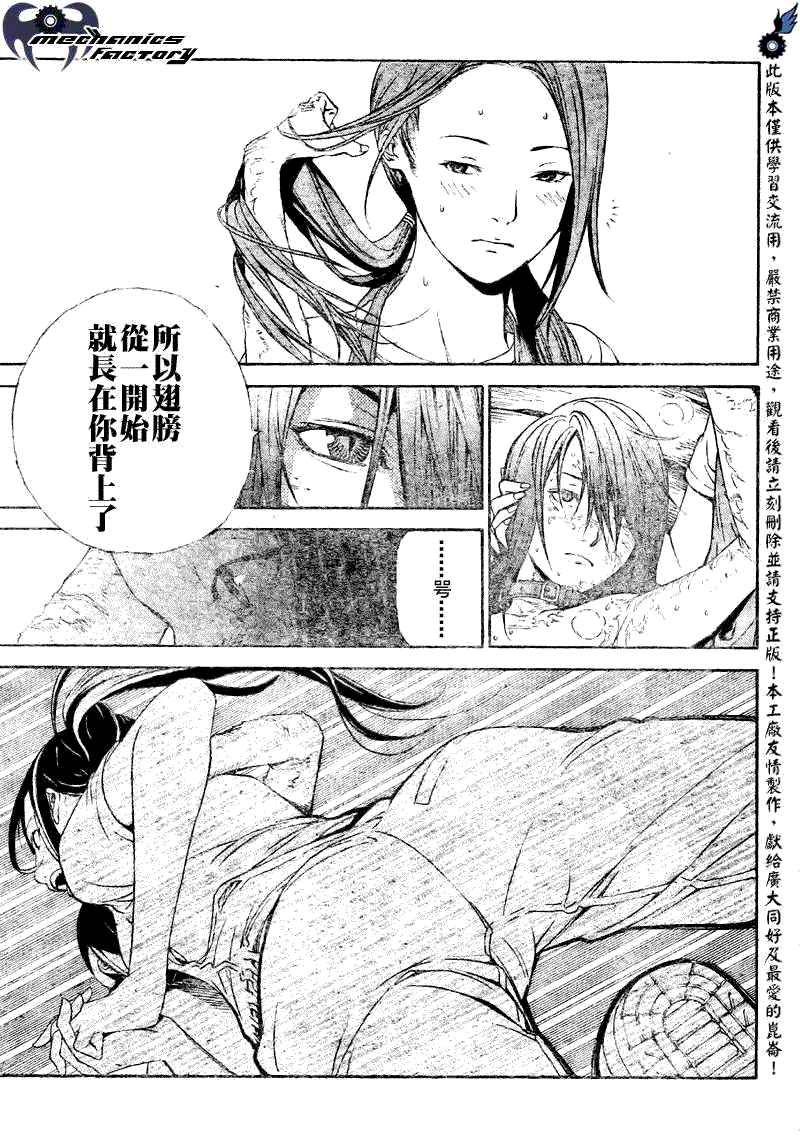 mechanics
factory
此版本僅供學習交流用，嚴禁商業用途，觀看後請立刻刪除並請支持正版！本工廠友情製作，獻給廣大同好及最愛的崑崙！
所以翅膀
從一開始
就長在你背上了
……咢……